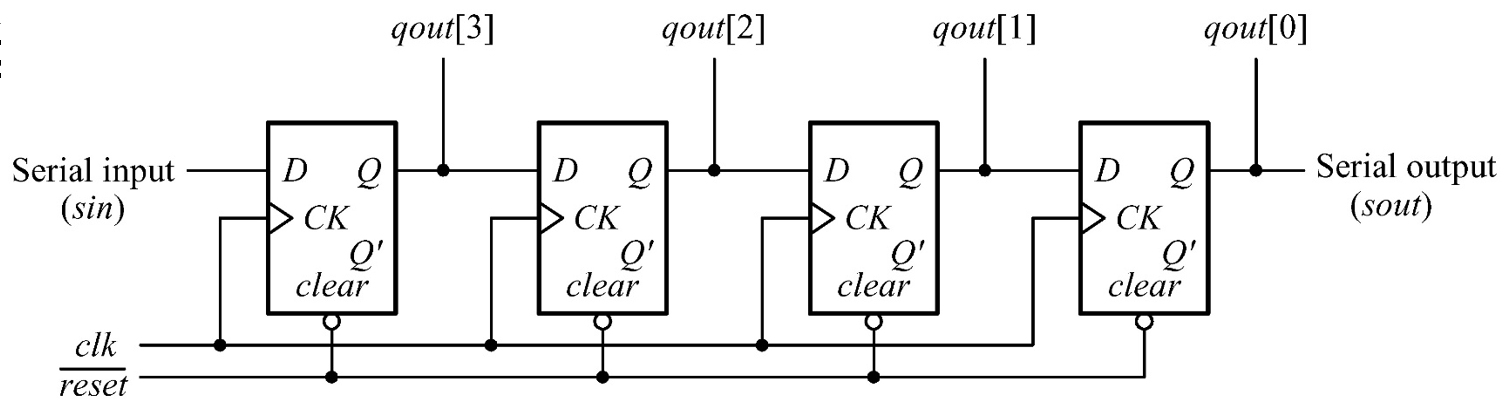 qout[3]
qout[2]
qout[1]
qout[0]
Serial input
(sin)
D Q
CK
Q'
clear
D Q
CK
Q'
clear
D Q
CK
Q'
clear
D Q
CK
Q'
clear
Serial output
(sout)
clk
reset